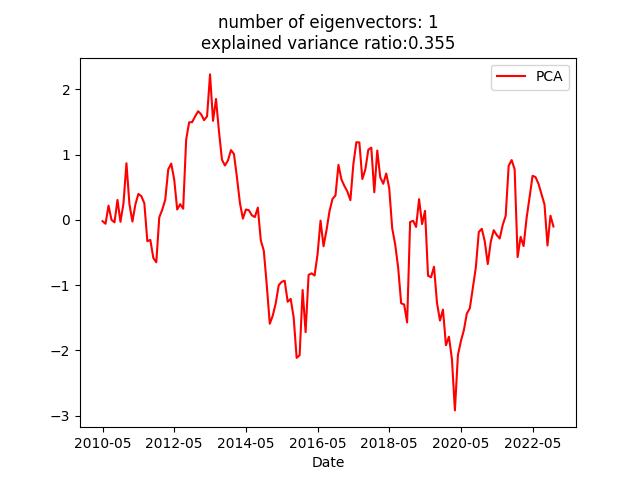 number of eigenvectors: 1
explained variance ratio:0.355
PCA
2
1
0
−1
−2
−3
2010-05 2012-05 2014-05 2016-05 2018-05 2020-05 2022-05
Date